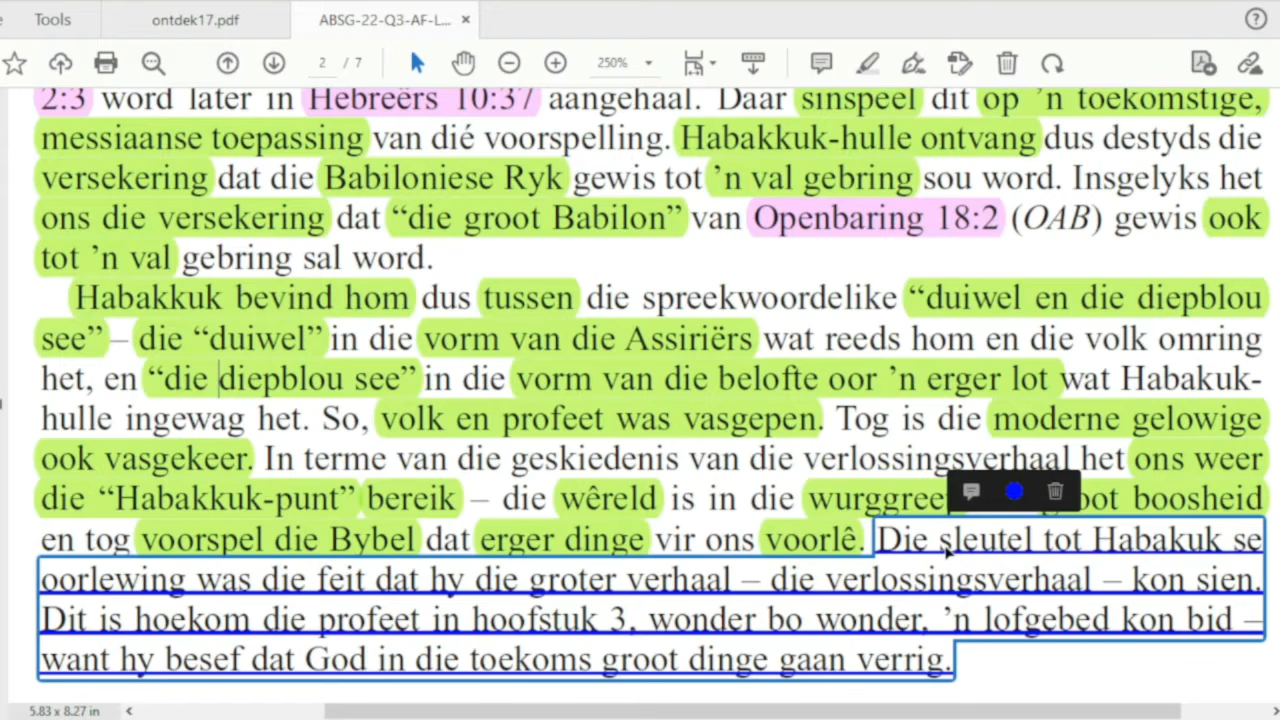 Tools
ontdek17.pdf
ABSG-22-Q3-AF-L...
2 / 7
250%
2:3 word later in Hebreërs 10:37 aangehaal. Daar sinspeel dit op ’n toekomstige,
messiaanse toepassing van dié voorspelling. Habakkuk-hulle ontvang dus destyds die
versekering dat die Babiloniese Ryk gewis tot ’n val gebring sou word. Insgelyks het
ons die versekering dat “die groot Babilon” van Openbaring 18:2 (OAB) gewis ook
tot ’n val gebring sal word.
Habakkuk bevind hom dus tussen die spreekwoordelike “duiwel en die diepblou
see” – die “duiwel” in die vorm van die Assiriërs wat reeds hom en die volk omring
het, en “die diepblou see” in die vorm van die belofte oor ’n erger lot wat Habakuk-
hulle ingewag het. So, volk en profeet was vasgepen. Tog is die moderne gelowige
ook vasgekeer. In terme van die geskiedenis van die verlossingsverhaal het ons weer
die “Habakkuk-punt” bereik – die wêreld is in die boosheid
en tog voorspel die Bybel dat erger dinge vir ons voorlê. Die sleutel tot Habakuk se
oorlewing was die feit dat hy die groter verhaal – die verlossingsverhaal – kon sien.
Dit is hoekom die profeet in hoofstuk 3, wonder bo wonder, ’n lofgebed kon bid –
want hy besef dat God in die toekoms groot dinge gaan verrig.
5.83 x 8.27 in